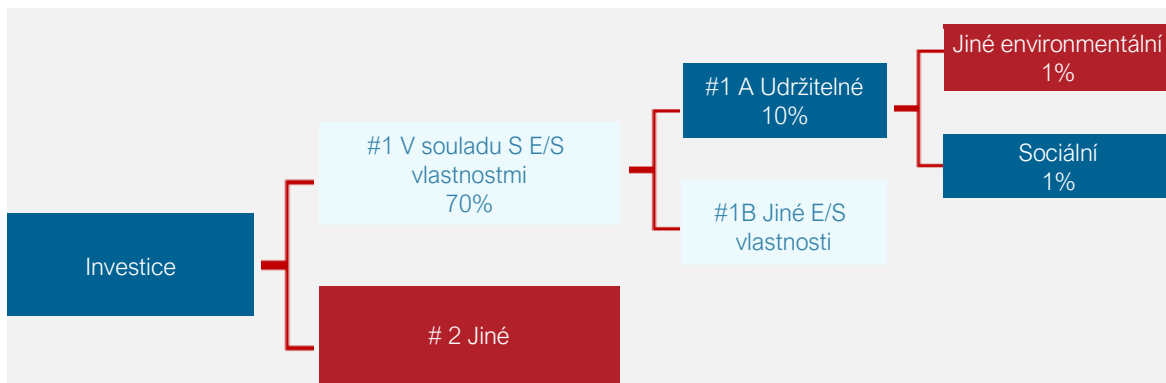 Jiné environmentální
1%
#1 A Udržitelné
10%
#1 V souladu S E/S
vlastnostmi
70%
Sociální
1%
#1B Jiné E/S
vlastnosti
Investice
# 2 Jiné